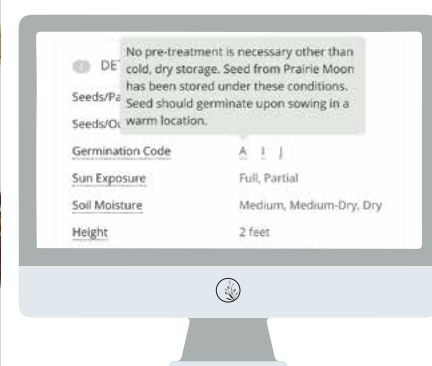 No pre-treatment is necessary other than
cold, dry storage. Seed from Prairie Moon
has been stored under these conditions.
Seed should germinate upon sowing in a
warm location.
DET
Seeds/Pa
Seeds/Ou
Germination Code A I J
Sun Exposure Full, Partial
Soil Moisture Medium, Medium-Dry, Dry
Height 2 feet